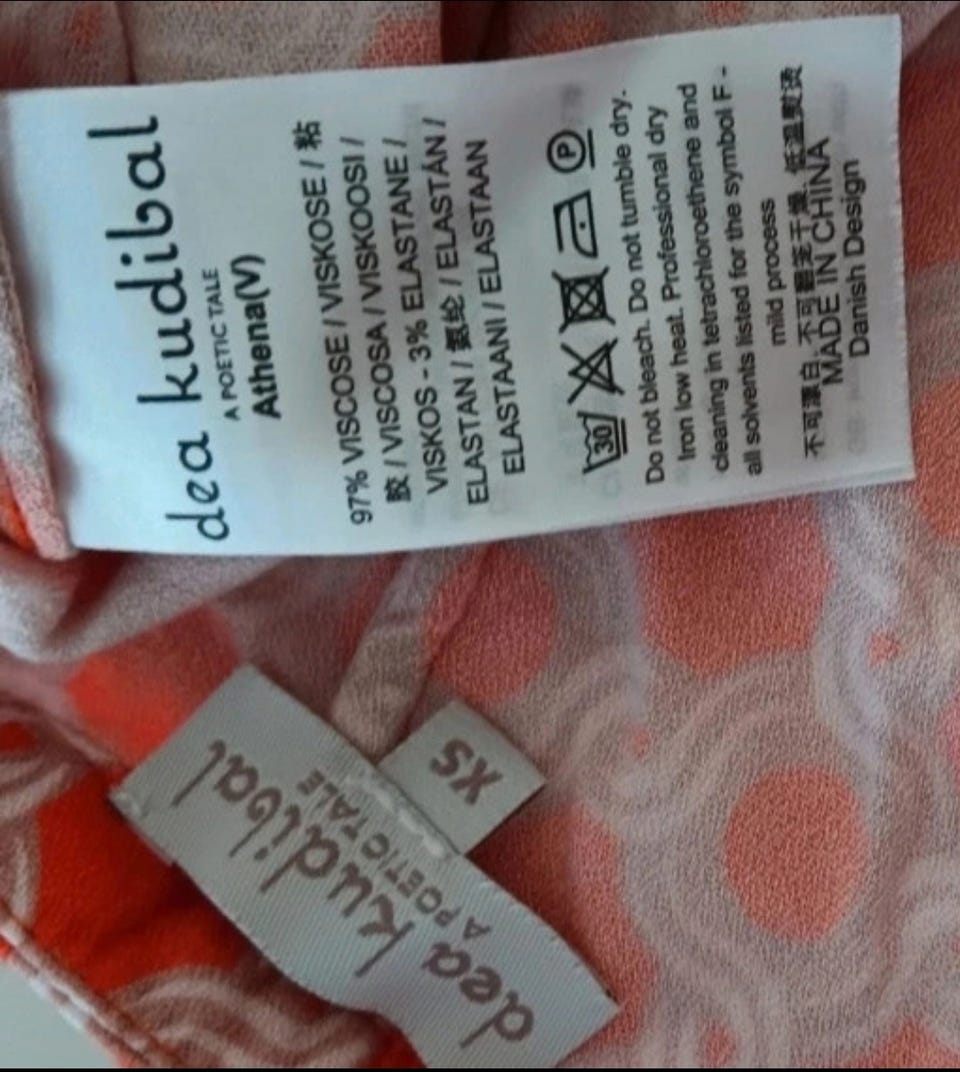 dea kudibal
A POETIC TALE
Athena(V)
97% VISCOSE / VISKOSE / 粘
胶 / VISCOSA / VISKOOSI /
VISKOS - 3% ELASTANE /
ELASTAN / 氨纶 / ELASTÁN /
ELASTAANI / ELASTAAN
30 P
Do not bleach. Do not tumble dry.
Iron low heat. Professional dry
cleaning in tetrachloroethene and
all solvents listed for the symbol F -
mild process
不可漂白. 不可翻滚干燥. 低温熨烫
MADE IN CHINA
Danish Design
dea kudibal
A POETIC TALE
XS